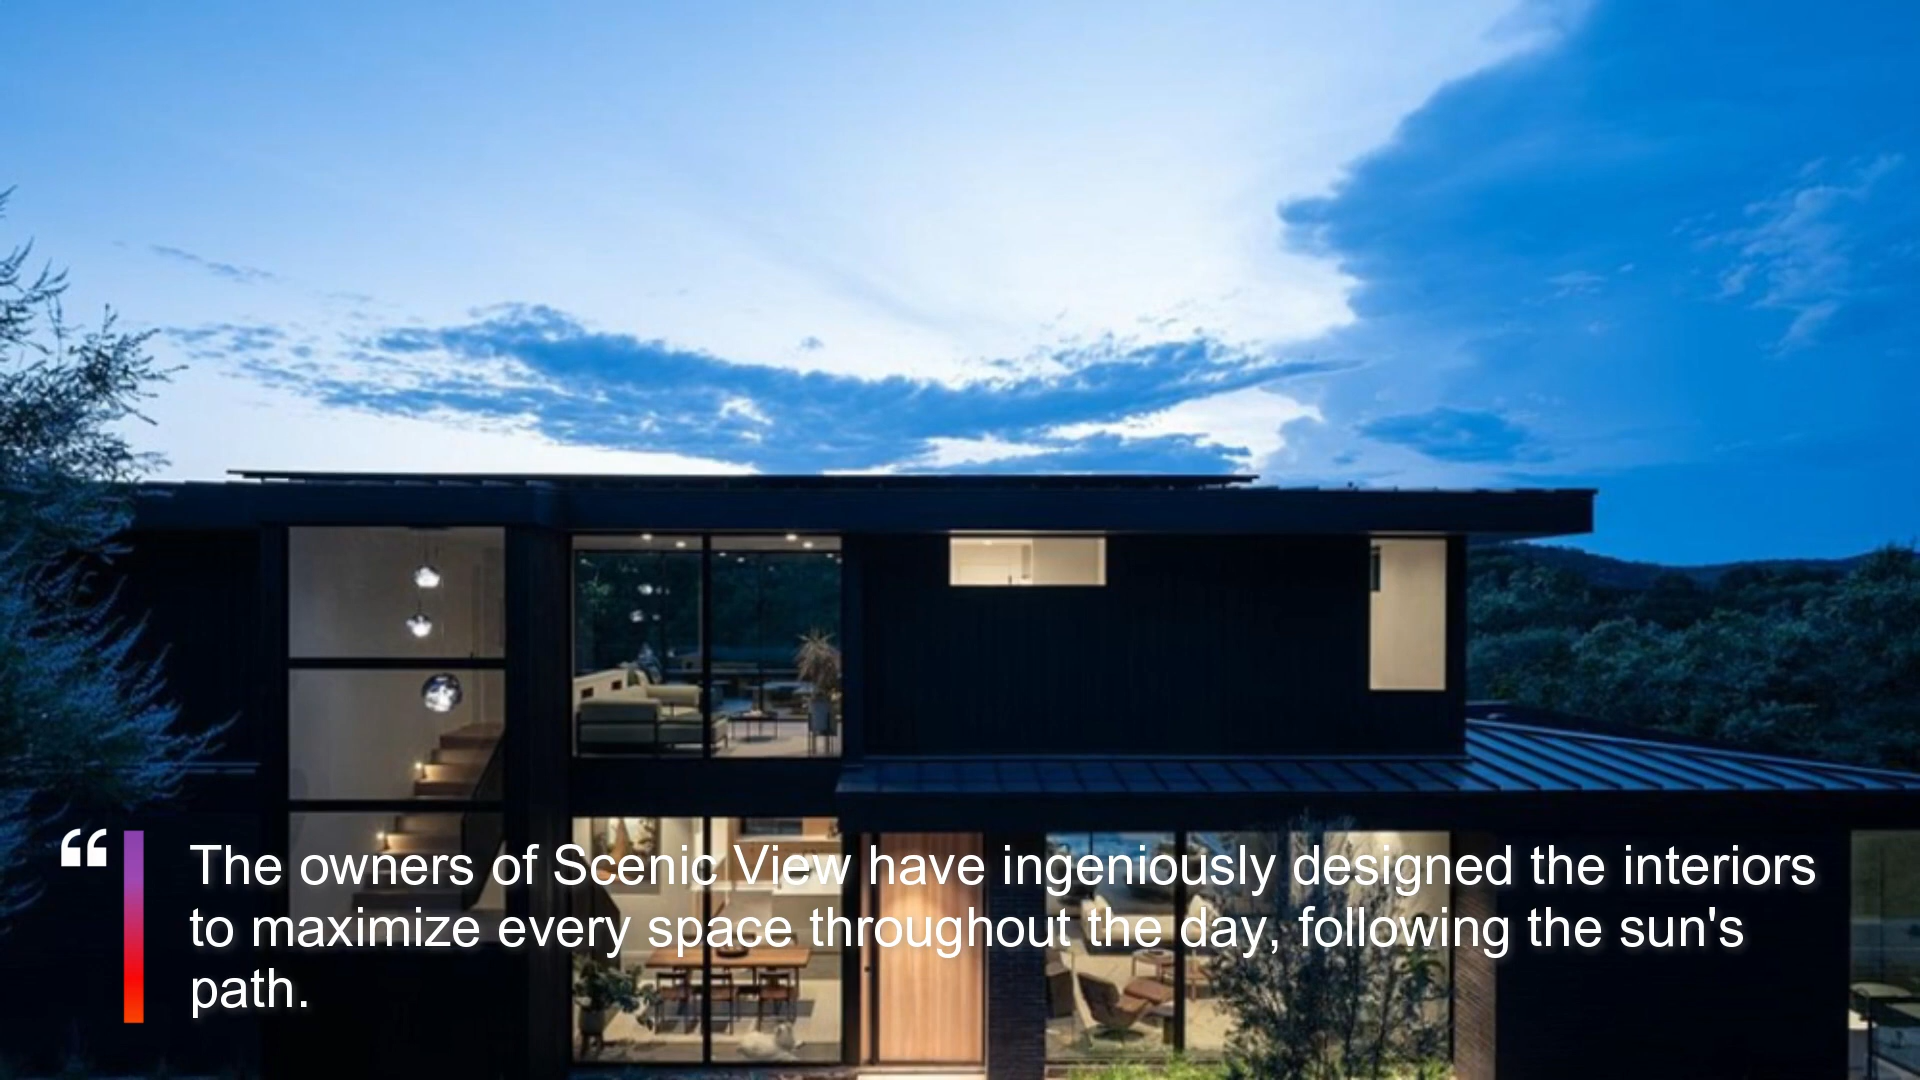 “
The owners of Scenic View have ingeniously designed the interiors
to maximize every space throughout the day, following the sun's
path.